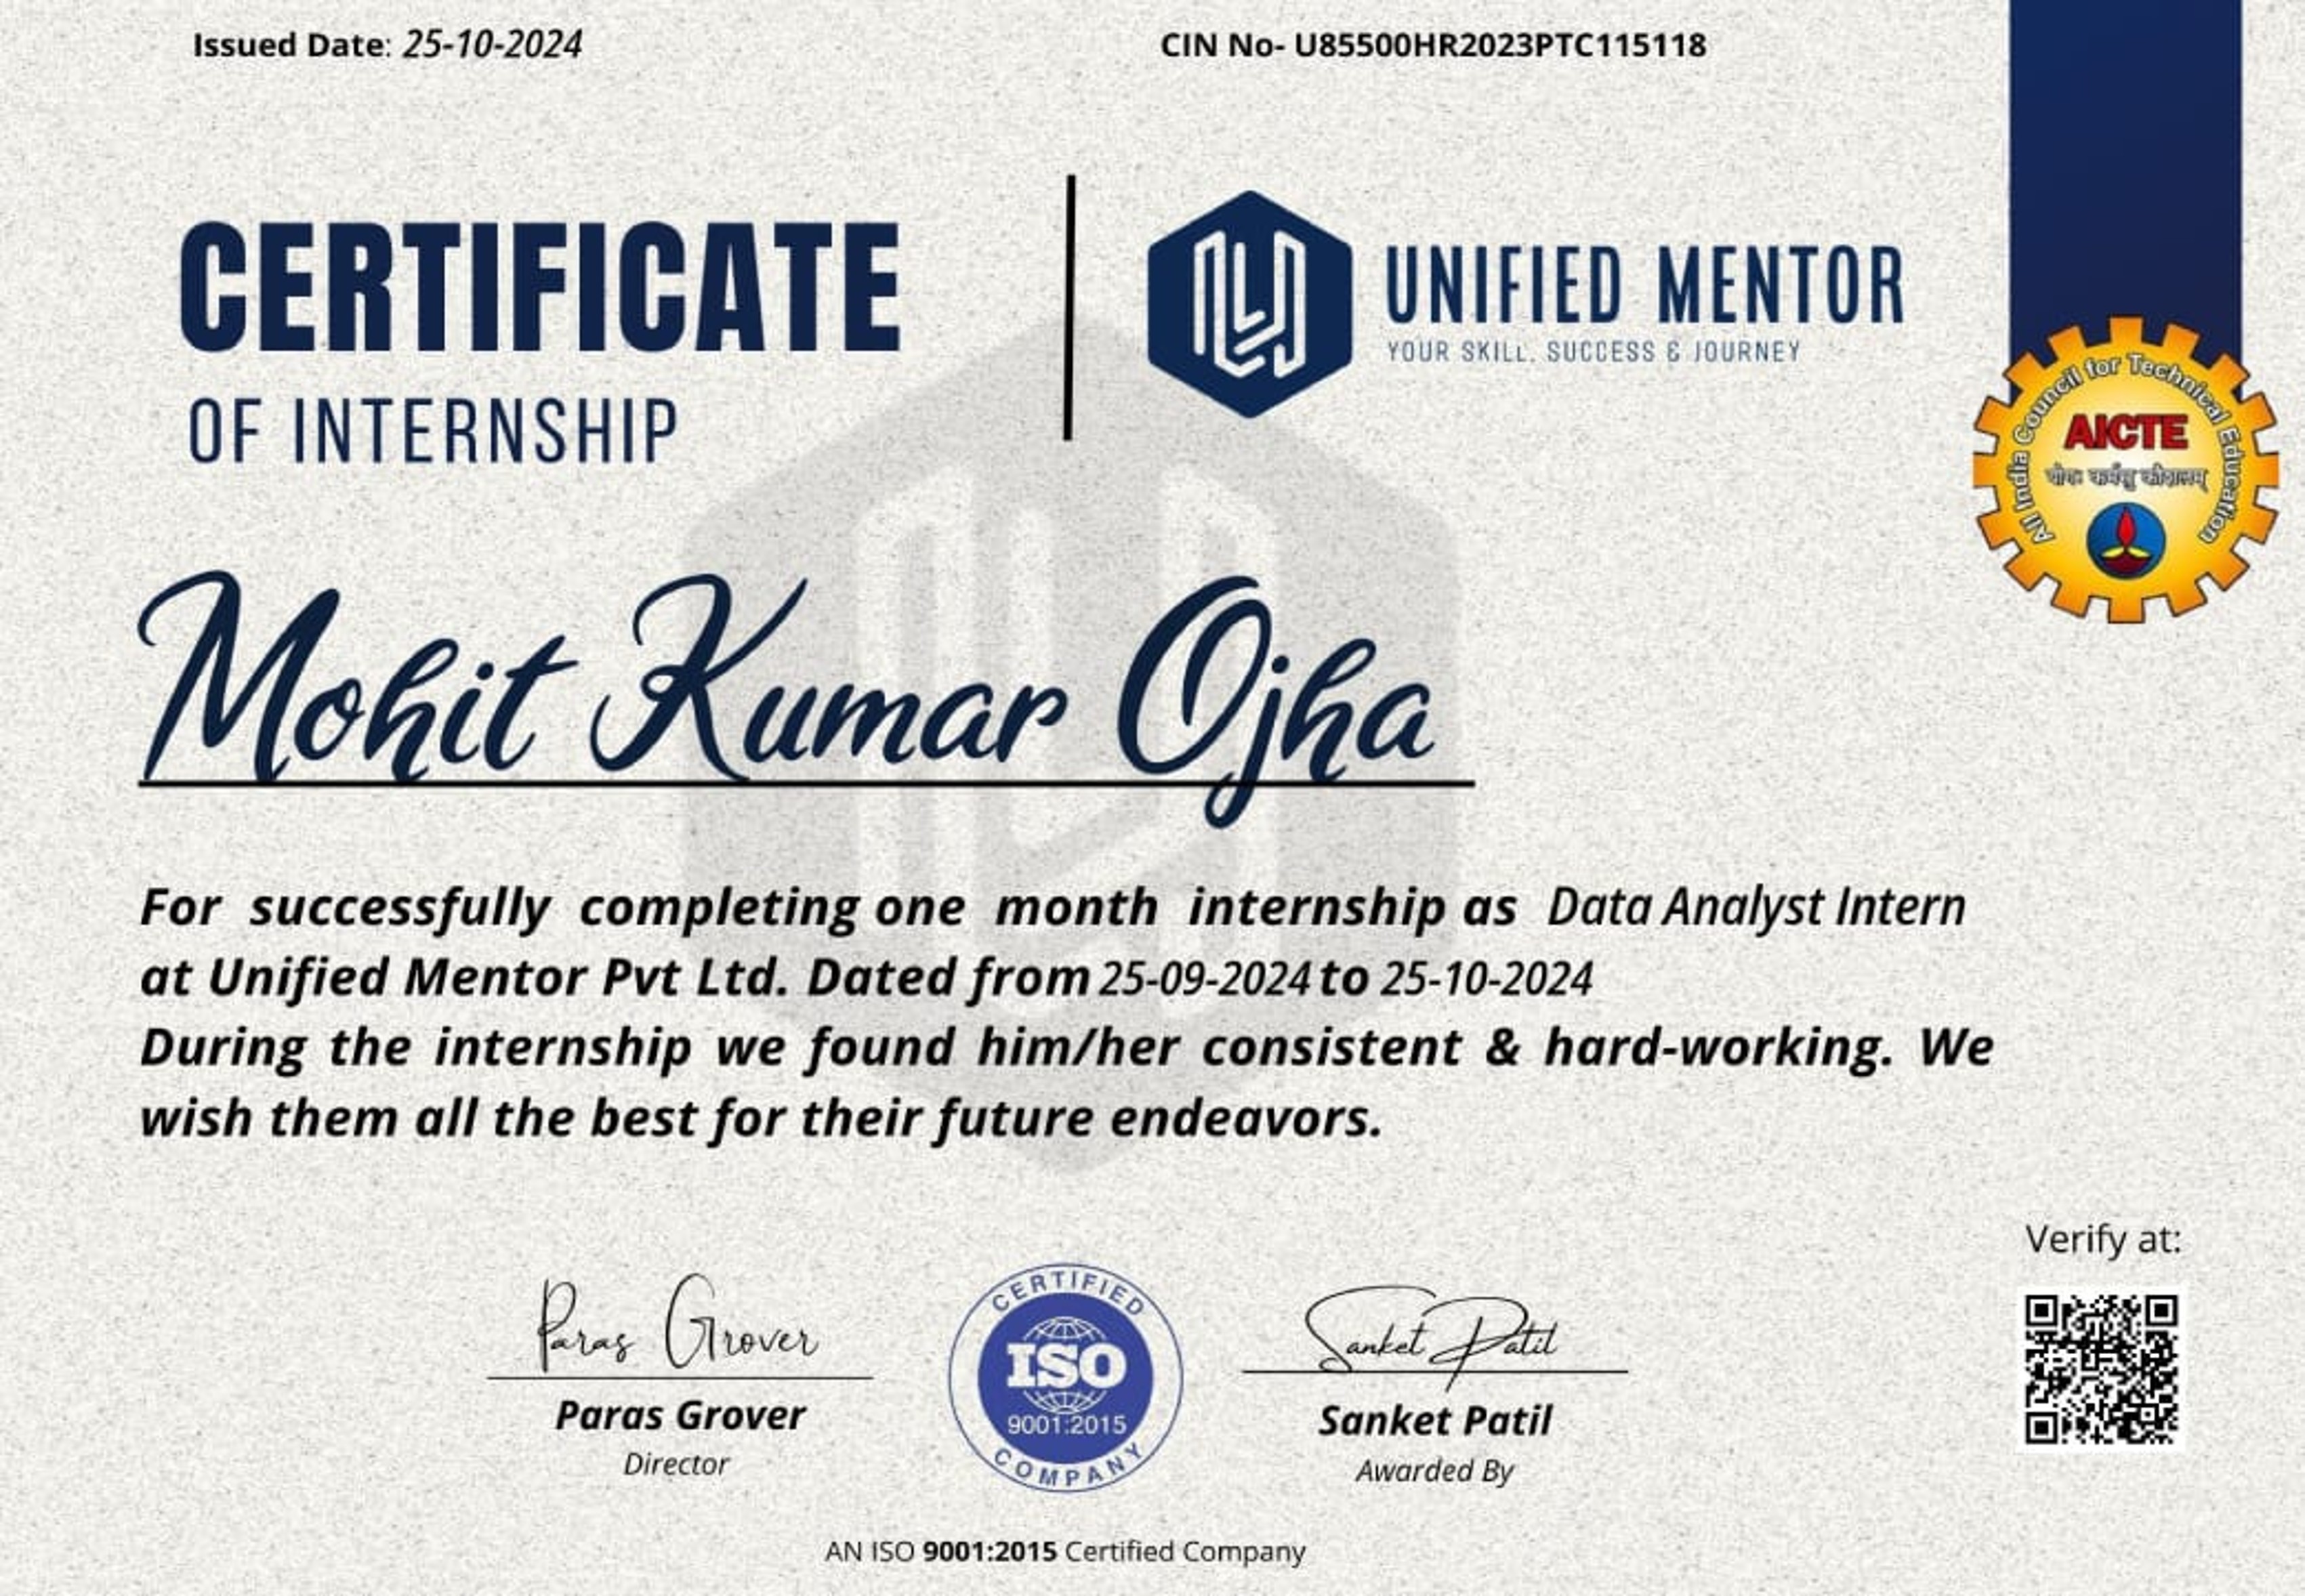 Issued Date: 25-10-2024
CIN No- U85500HR2023PTC115118
CERTIFICATE
OF INTERNSHIP
UNIFIED MENTOR
YOUR SKILL. SUCCESS & JOURNEY
All India Council for Technical Education
AICTE
योगः कर्मसु कौशलम्
Mohit Kumar Ojha
For successfully completing one month internship as Data Analyst Intern
at Unified Mentor Pvt Ltd. Dated from 25-09-2024 to 25-10-2024
During the internship we found him/her consistent & hard-working. We
wish them all the best for their future endeavors.
Verify at:
Paras Grover
Paras Grover
Director
CERTIFIED
ISO
9001:2015
COMPANY
Sanket Patil
Sanket Patil
Awarded By
AN ISO 9001:2015 Certified Company